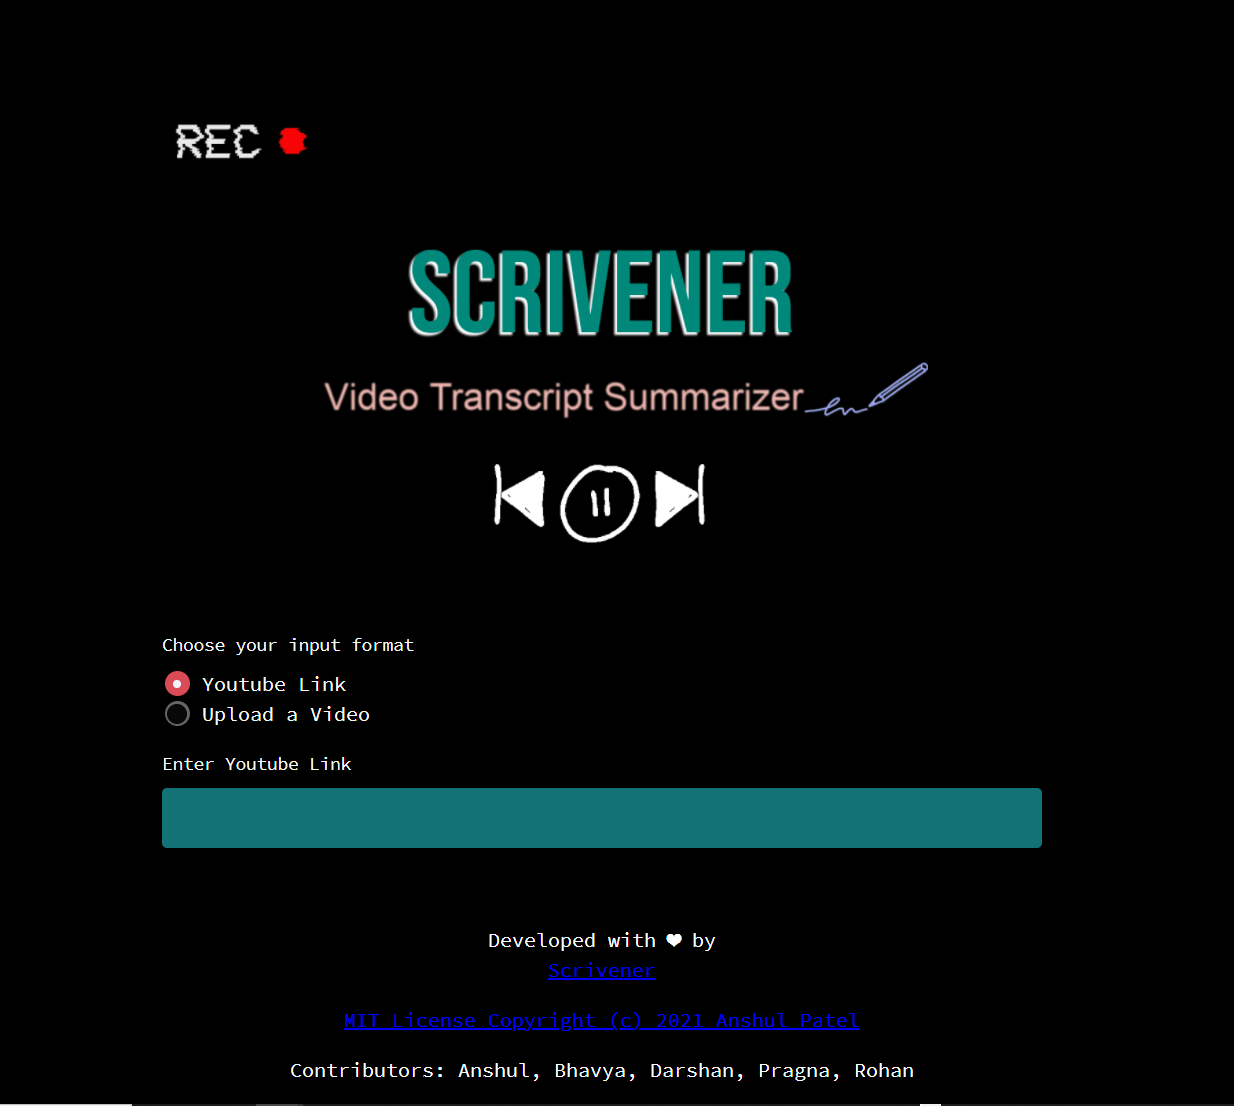 REC
SCRIVENER
Video Transcript Summarizer
Choose your input format
Youtube Link
Upload a Video
Enter Youtube Link
Developed with ❤ by
Scrivener
MIT License Copyright (c) 2021 Anshul Patel
Contributors: Anshul, Bhavya, Darshan, Pragna, Rohan